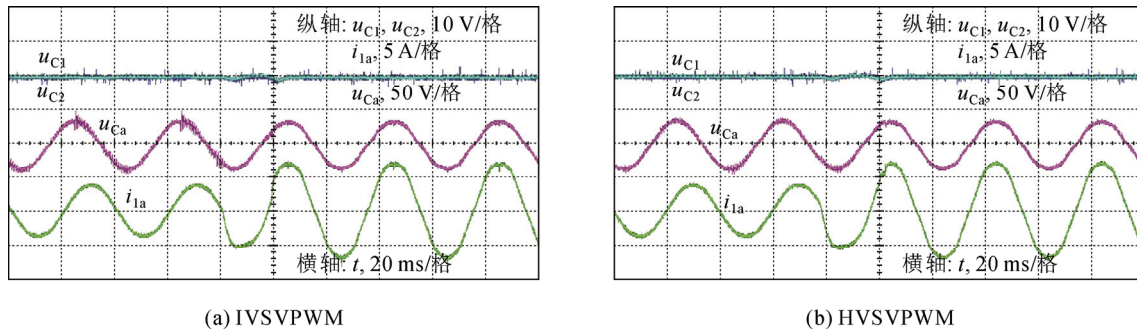 纵轴: uC1, uC2, 10 V/格
i1a, 5 A/格
uC1
uC2
uCa, 50 V/格
uCa
i1a
横轴: t, 20 ms/格
(a) IVSVPWM
纵轴: uC1, uC2, 10 V/格
i1a, 5 A/格
uC1
uC2
uCa, 50 V/格
uCa
i1a
横轴: t, 20 ms/格
(b) HVSVPWM